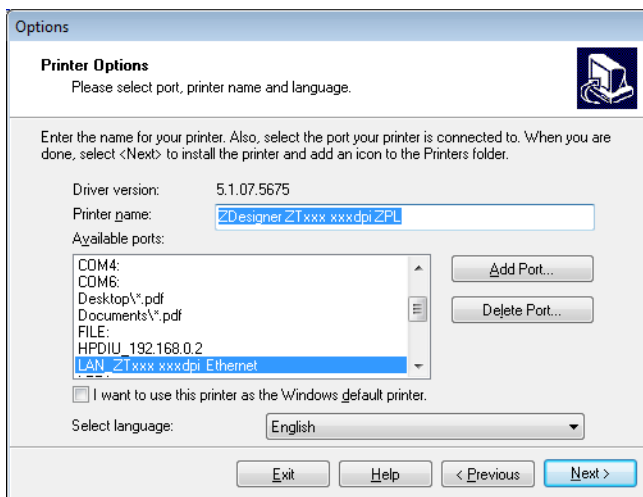 Options
Printer Options
Please select port, printer name and language.
Enter the name for your printer. Also, select the port your printer is connected to. When you are
done, select <Next> to install the printer and add an icon to the Printers folder.
Driver version: 5.1.07.5675
Printer name: ZDesigner ZTxxx xxxdpi ZPL
Available ports:
COM4:
COM6:
Desktop\*.pdf
Documents\*.pdf
FILE:
HPDIU_192.168.0.2
LAN_ZTxxx xxxdpi Ethernet
Add Port...
Delete Port...
I want to use this printer as the Windows default printer.
Select language: English
Exit Help < Previous Next >